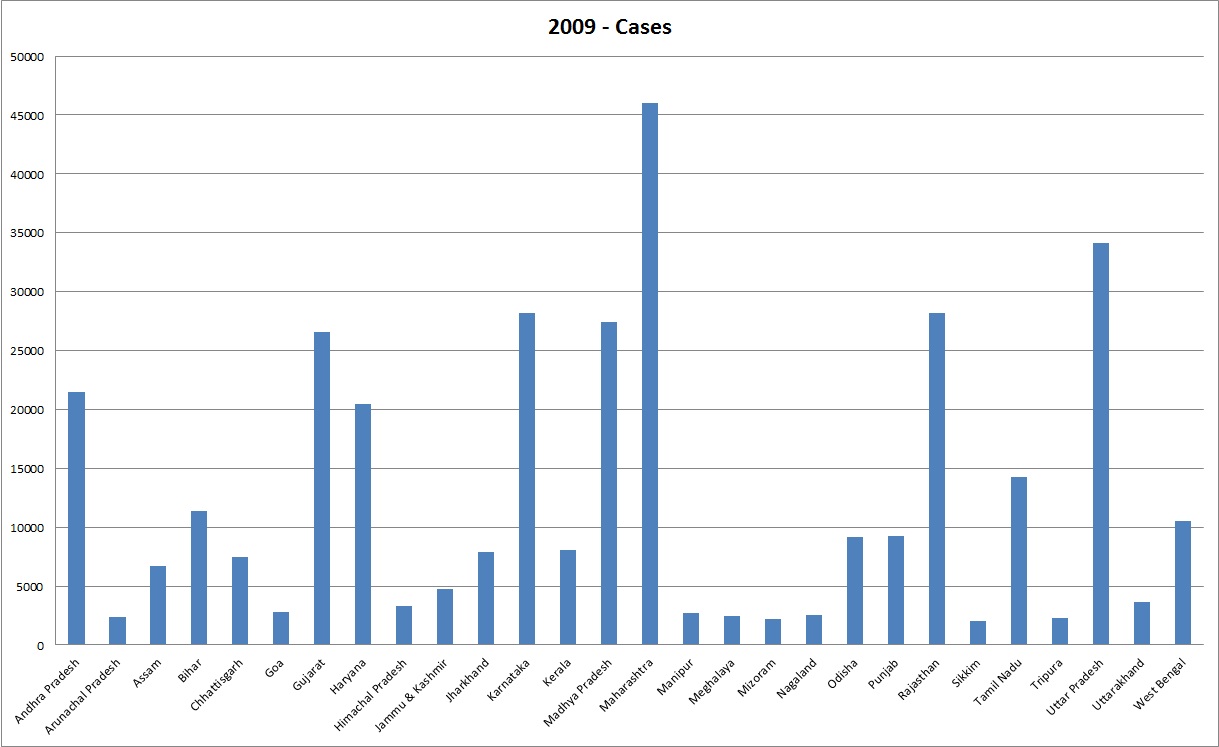 2009 - Cases
50000
45000
40000
35000
30000
25000
20000
15000
10000
5000
0
Andhra Pradesh
Arunachal Pradesh
Assam
Bihar
Chhattisgarh
Goa
Gujarat
Haryana
Himachal Pradesh
Jammu & Kashmir
Jharkhand
Karnataka
Kerala
Madhya Pradesh
Maharashtra
Manipur
Meghalaya
Mizoram
Nagaland
Odisha
Punjab
Rajasthan
Sikkim
Tamil Nadu
Tripura
Uttar Pradesh
Uttarakhand
West Bengal